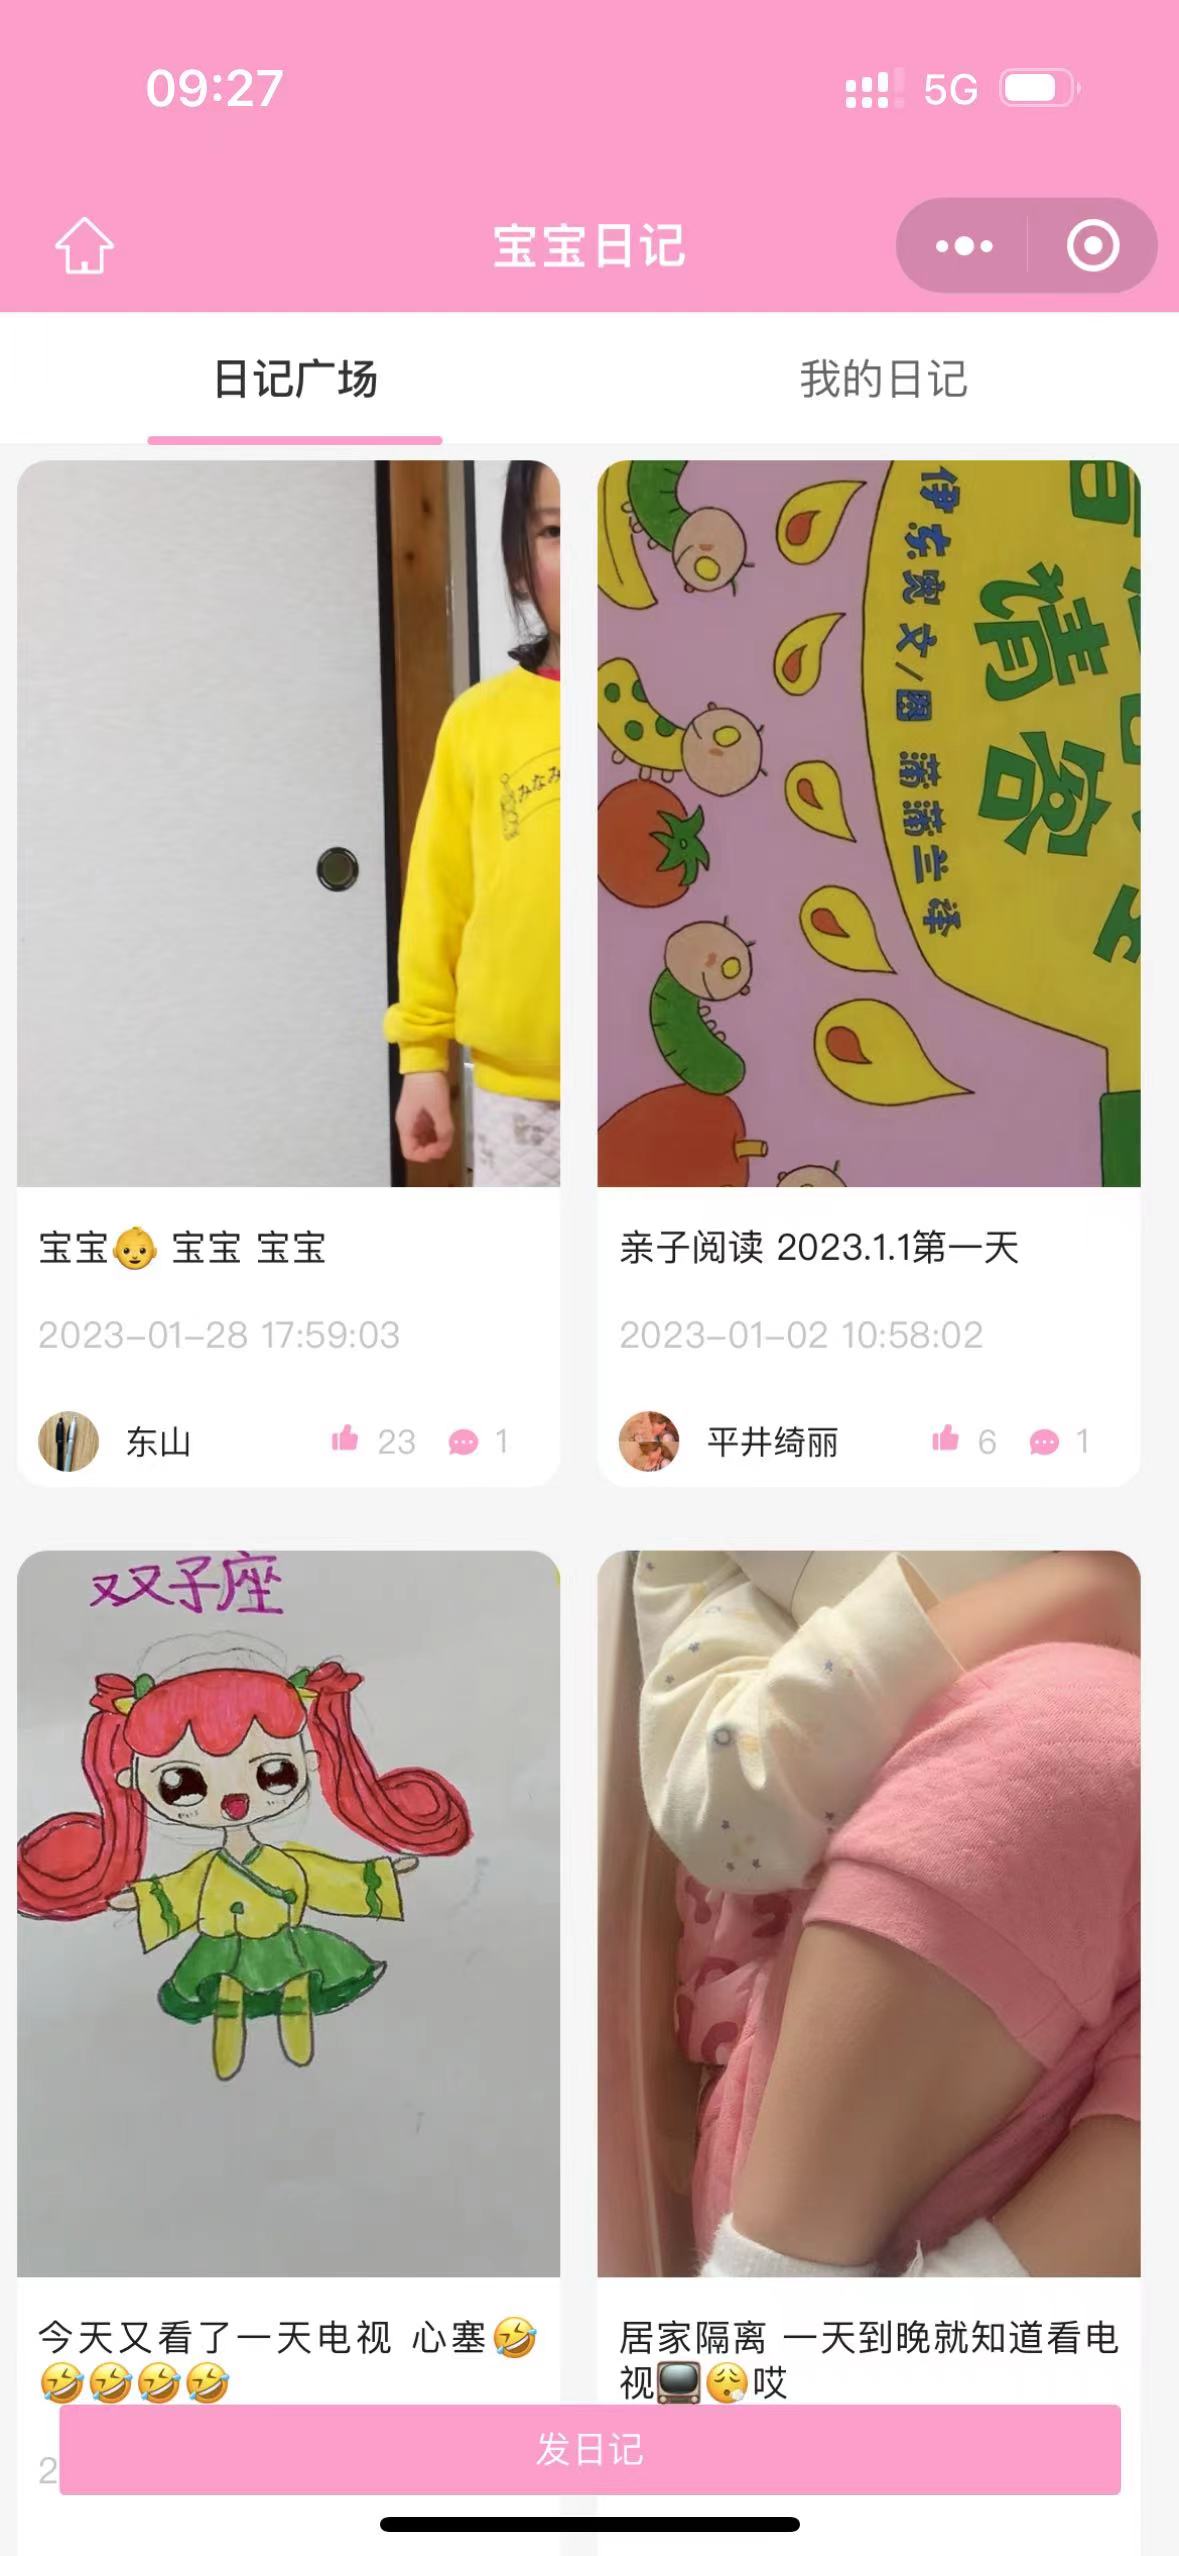 09:27
5G
宝宝日记
日记广场
我的日记
みなみ
伊东宽 文/图 蒲蒲兰 译
请客
宝宝👶 宝宝 宝宝
2023-01-28 17:59:03
东山
23
1
亲子阅读 2023.1.1第一天
2023-01-02 10:58:02
平井绮丽
6
1
双子座
今天又看了一天电视 心塞🤣
🤣🤣🤣🤣
居家隔离 一天到晚就知道看电
视📺😮‍💨哎
2
发日记